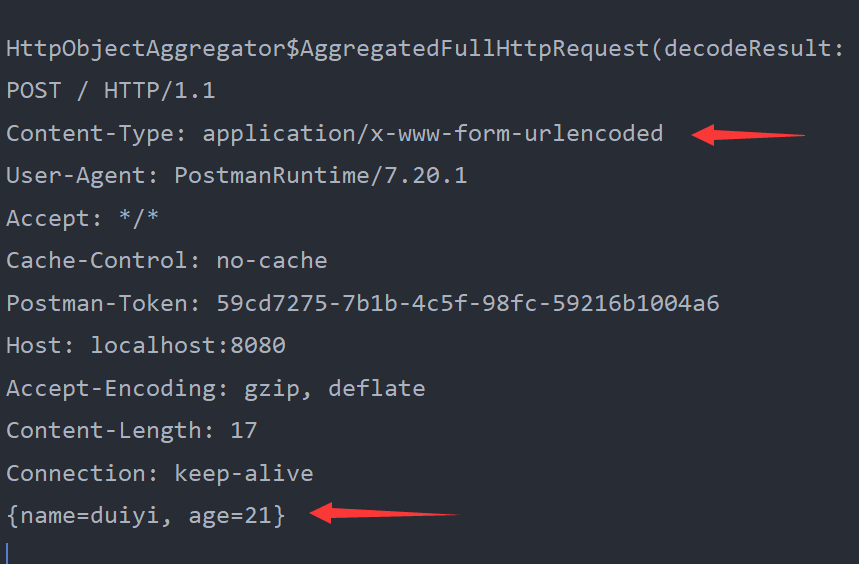 HttpObjectAggregator$AggregatedFullHttpRequest(decodeResult:
POST / HTTP/1.1
Content-Type: application/x-www-form-urlencoded
User-Agent: PostmanRuntime/7.20.1
Accept: */*
Cache-Control: no-cache
Postman-Token: 59cd7275-7b1b-4c5f-98fc-59216b1004a6
Host: localhost:8080
Accept-Encoding: gzip, deflate
Content-Length: 17
Connection: keep-alive
{name=duiyi, age=21}